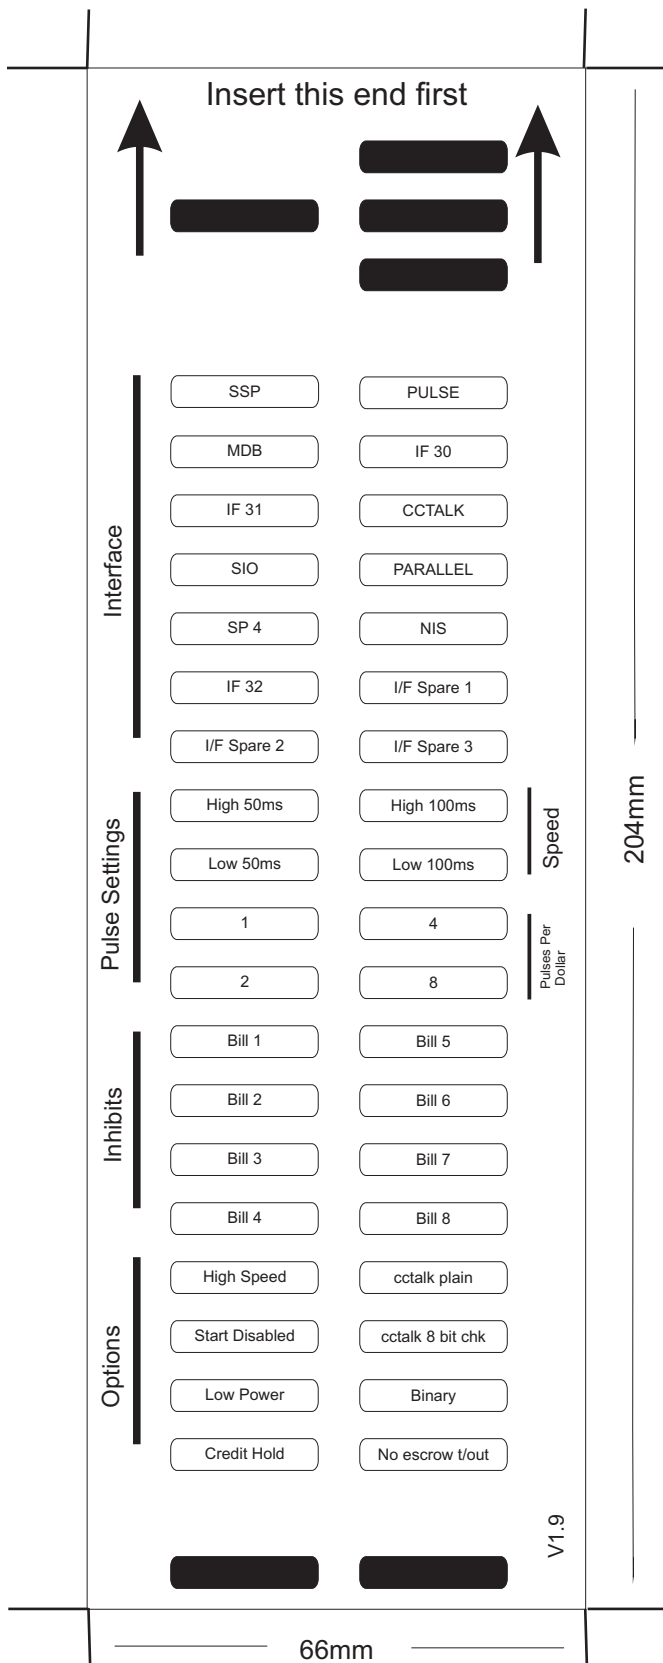 Insert this end first
Interface
SSP
PULSE
MDB
IF 30
IF 31
CCTALK
SIO
PARALLEL
SP 4
NIS
IF 32
I/F Spare 1
I/F Spare 2
I/F Spare 3
Pulse Settings
High 50ms
High 100ms
Speed
Low 50ms
Low 100ms
1
4
Pulses Per
Dollar
2
8
Inhibits
Bill 1
Bill 5
Bill 2
Bill 6
Bill 3
Bill 7
Bill 4
Bill 8
Options
High Speed
cctalk plain
Start Disabled
cctalk 8 bit chk
Low Power
Binary
Credit Hold
No escrow t/out
V1.9
204mm
66mm